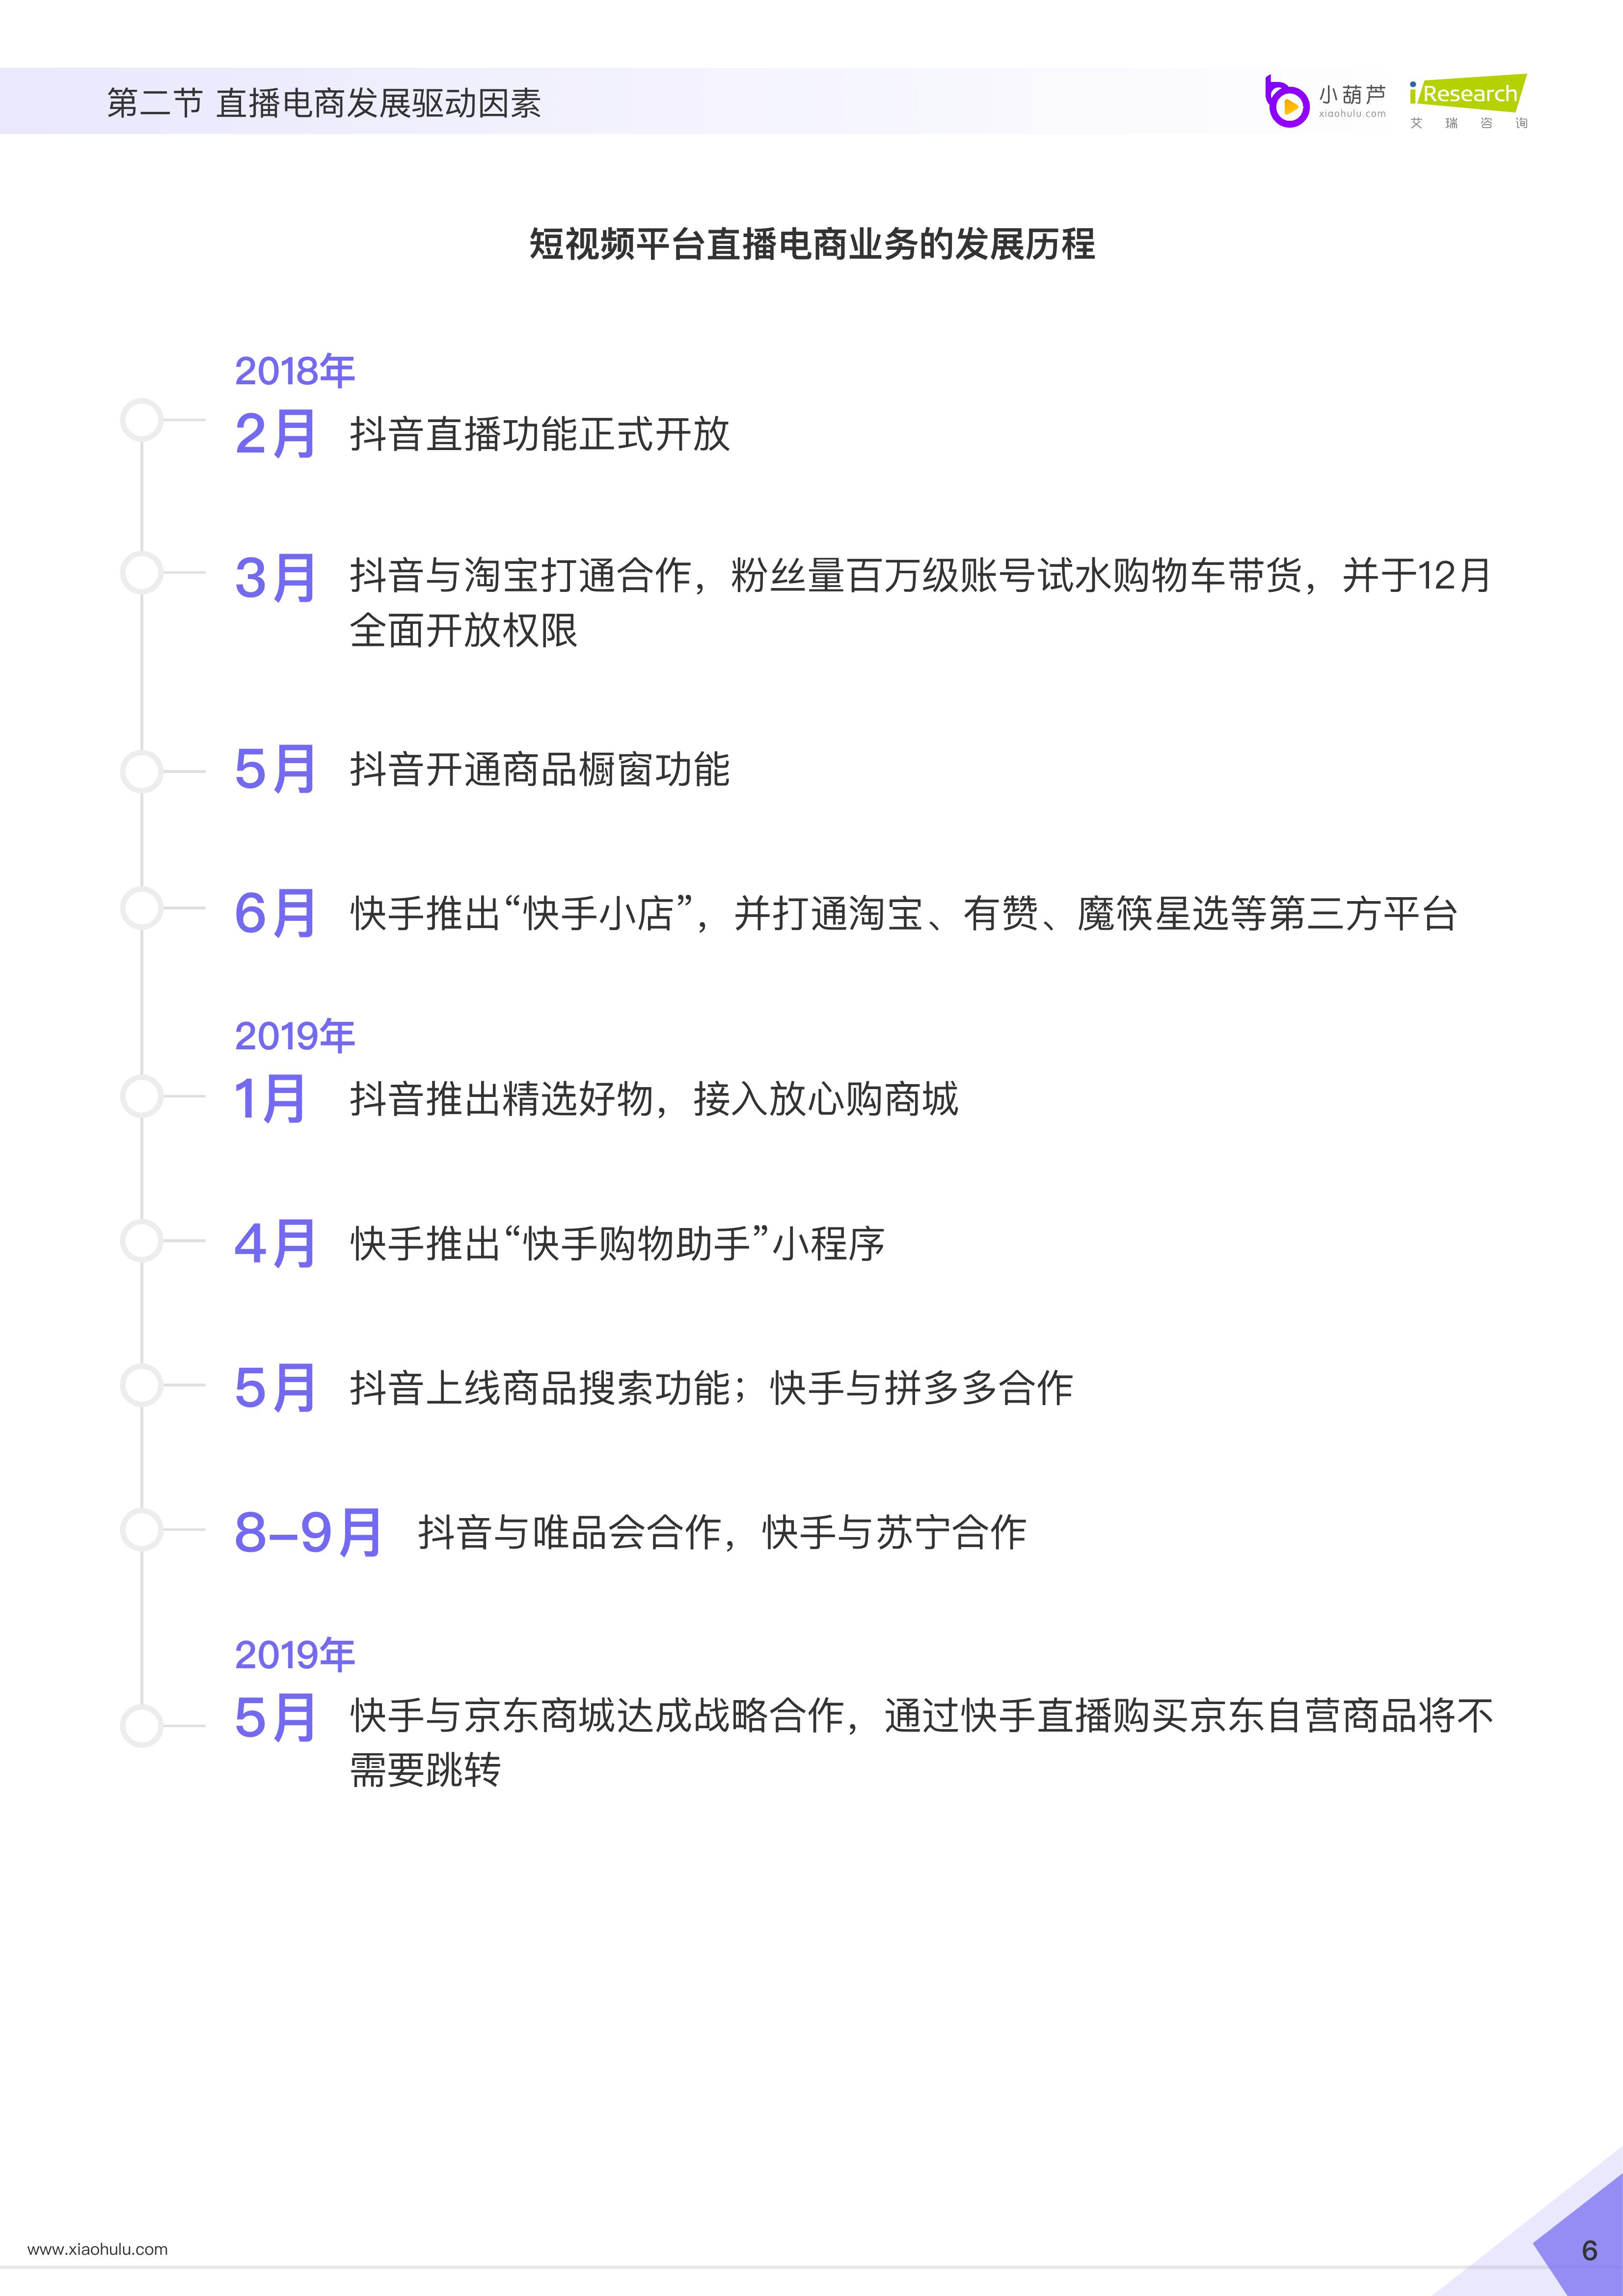 第二节 直播电商发展驱动因素
小葫芦
xiaohulu.com
iResearch
艾瑞咨询
短视频平台直播电商业务的发展历程
2018年
2月 抖音直播功能正式开放
3月 抖音与淘宝打通合作，粉丝量百万级账号试水购物车带货，并于12月
全面开放权限
5月 抖音开通商品橱窗功能
6月 快手推出“快手小店”，并打通淘宝、有赞、魔筷星选等第三方平台
2019年
1月 抖音推出精选好物，接入放心购商城
4月 快手推出“快手购物助手”小程序
5月 抖音上线商品搜索功能；快手与拼多多合作
8–9月 抖音与唯品会合作，快手与苏宁合作
2019年
5月 快手与京东商城达成战略合作，通过快手直播购买京东自营商品将不
需要跳转
www.xiaohulu.com
6